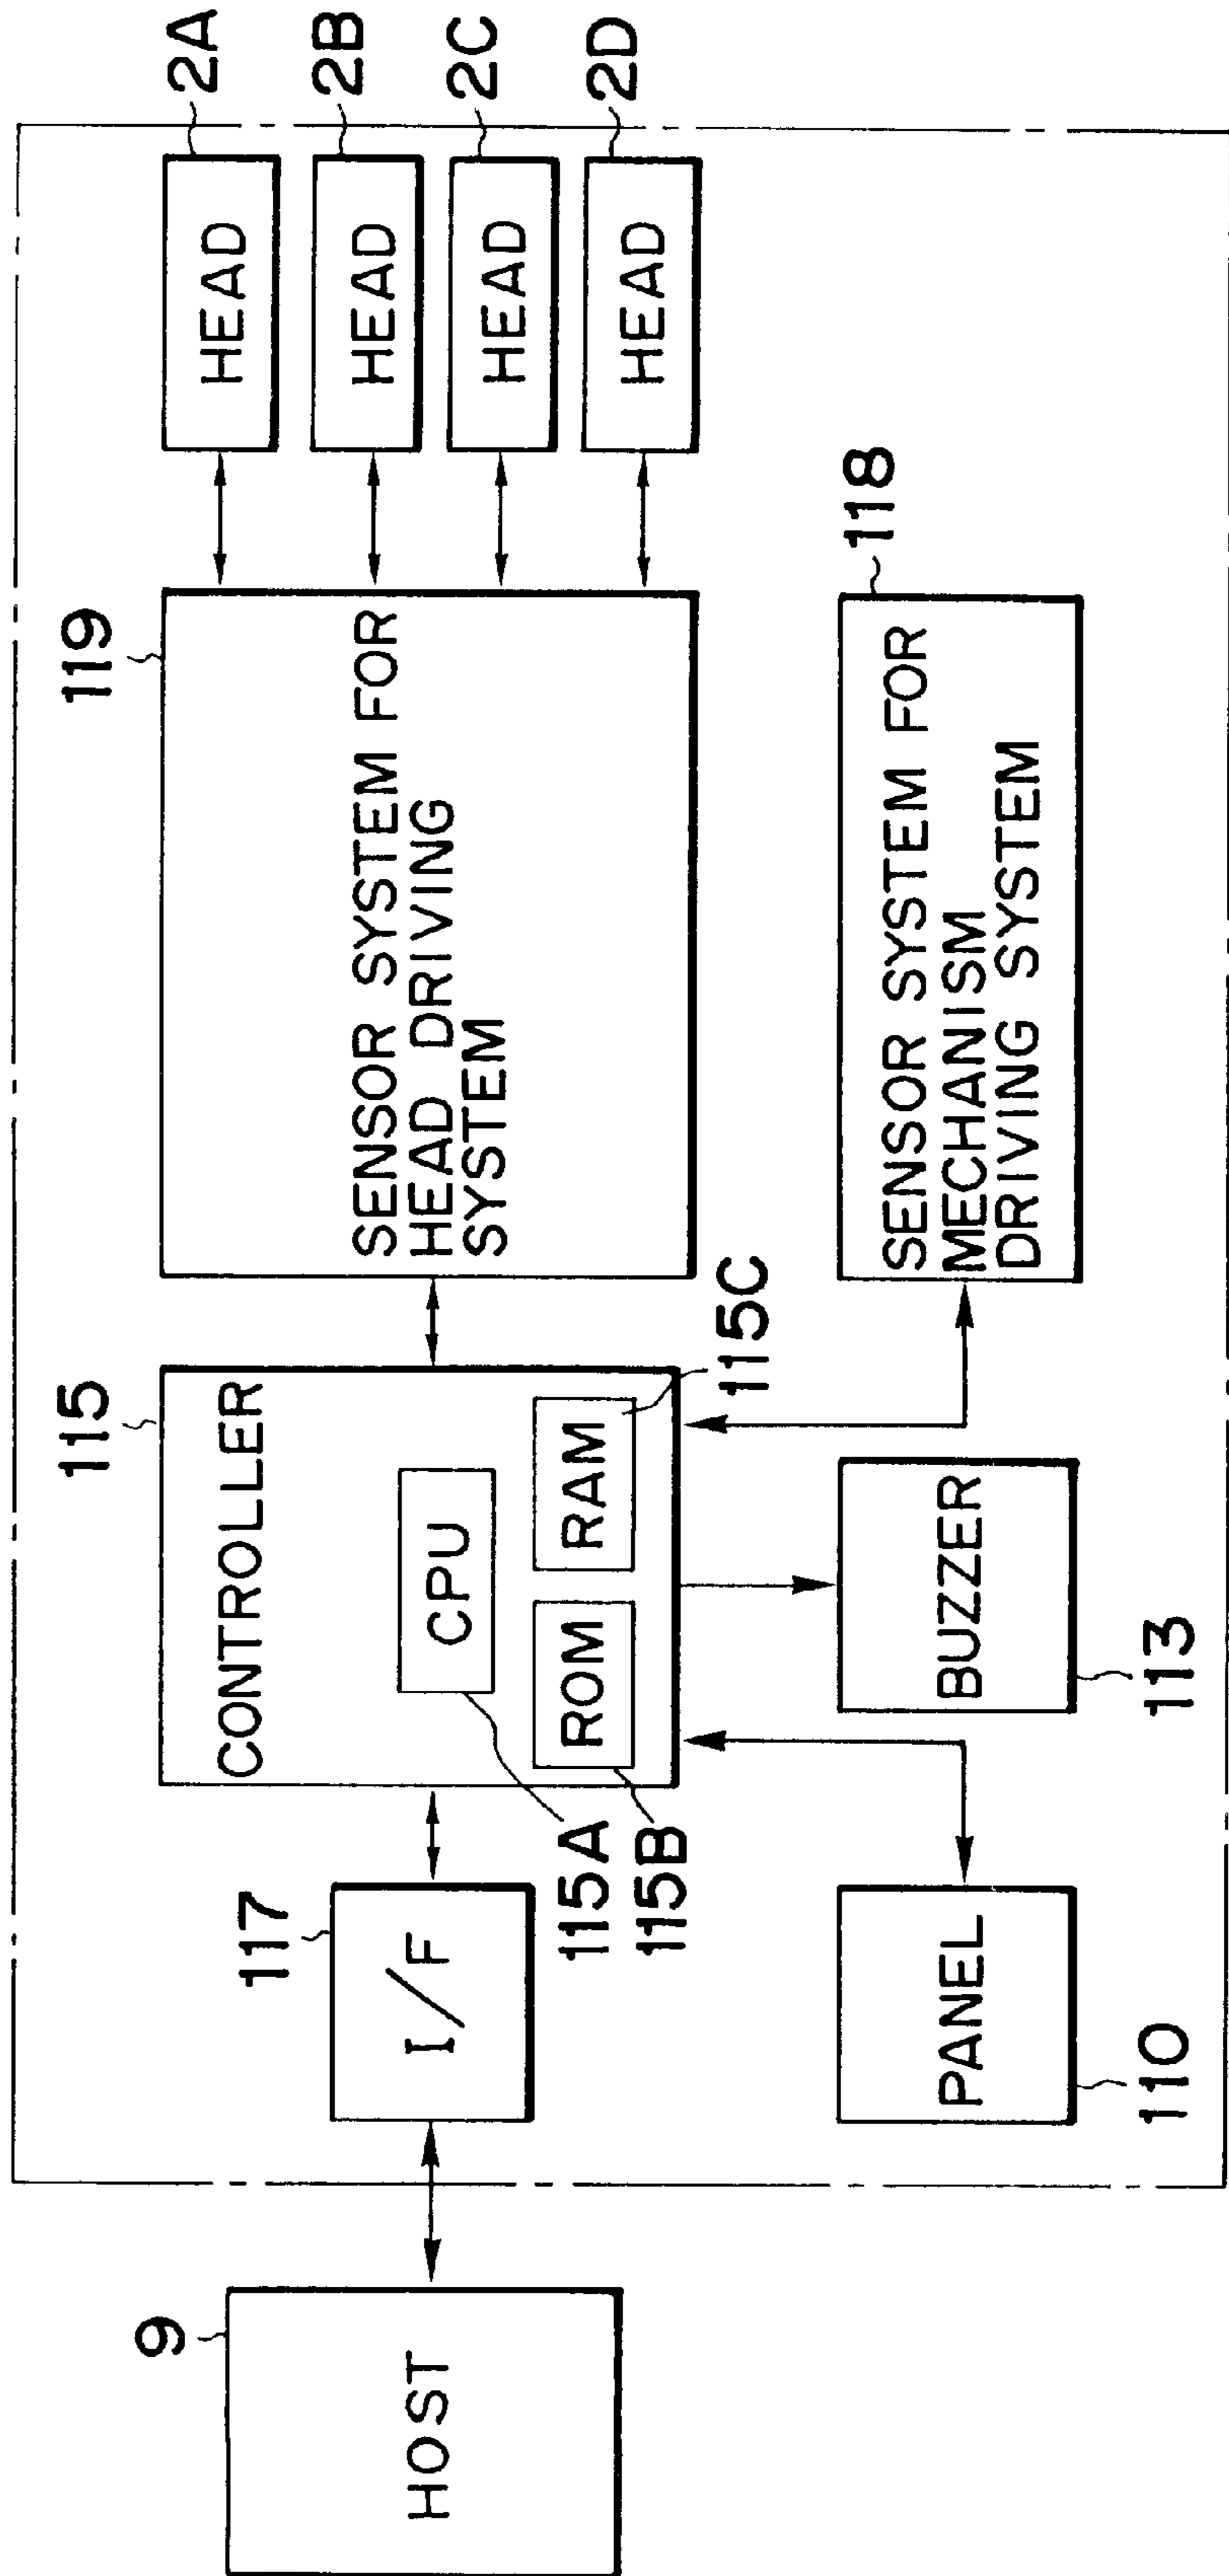 9
HOST
117
I/F
115
CONTROLLER
CPU
ROM
RAM
115A
115B
115C
119
SENSOR SYSTEM FOR
HEAD DRIVING
SYSTEM
HEAD
2A
HEAD
2B
HEAD
2C
HEAD
2D
PANEL
110
BUZZER
113
118
SENSOR SYSTEM FOR
MECHANISM
DRIVING SYSTEM